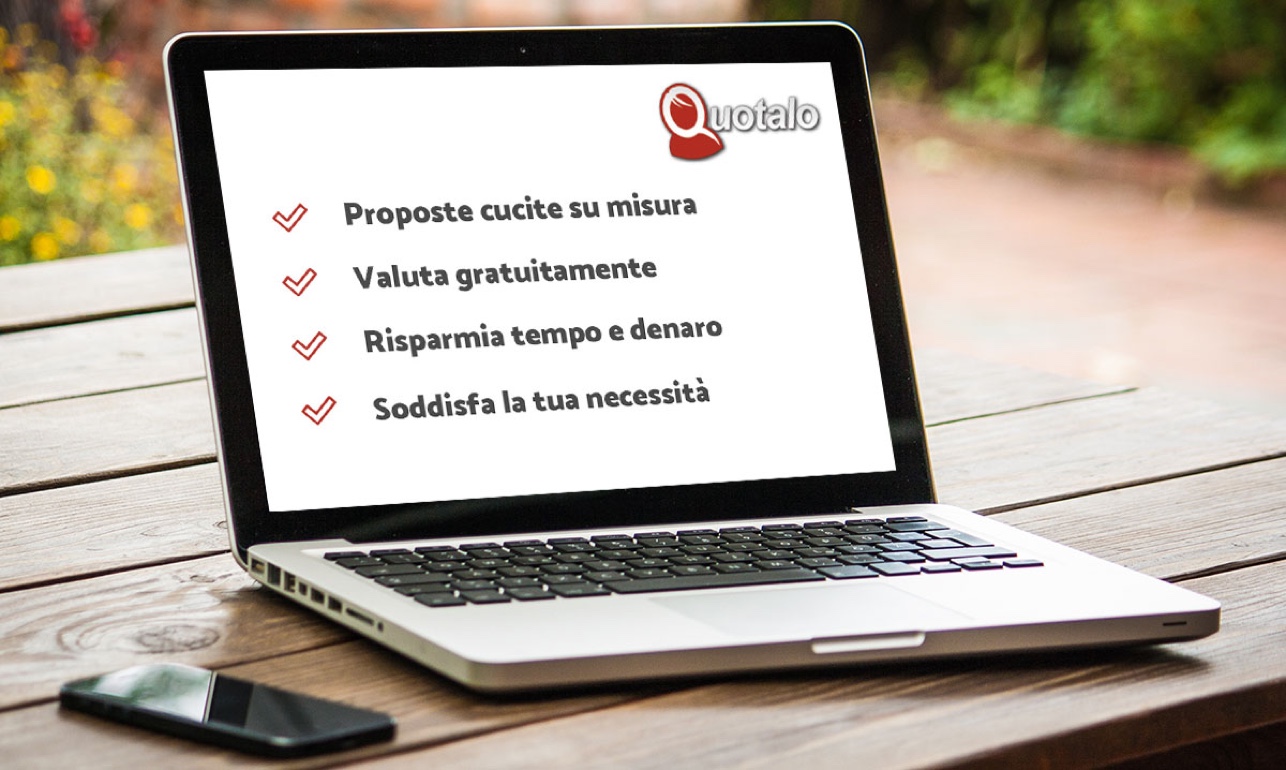 Quotalo
Proposte cucite su misura
Valuta gratuitamente
Risparmia tempo e denaro
Soddisfa la tua necessità